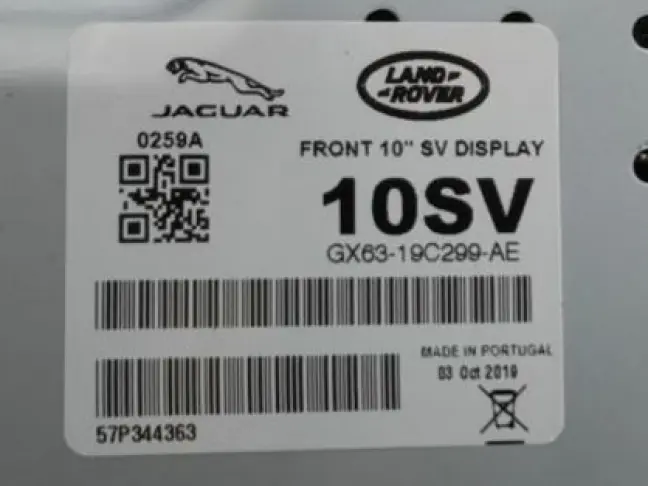 JAGUAR
LAND
ROVER
0259A
FRONT 10" SV DISPLAY
10SV
GX63-19C299-AE
MADE IN PORTUGAL
03 Oct 2019
57P344363